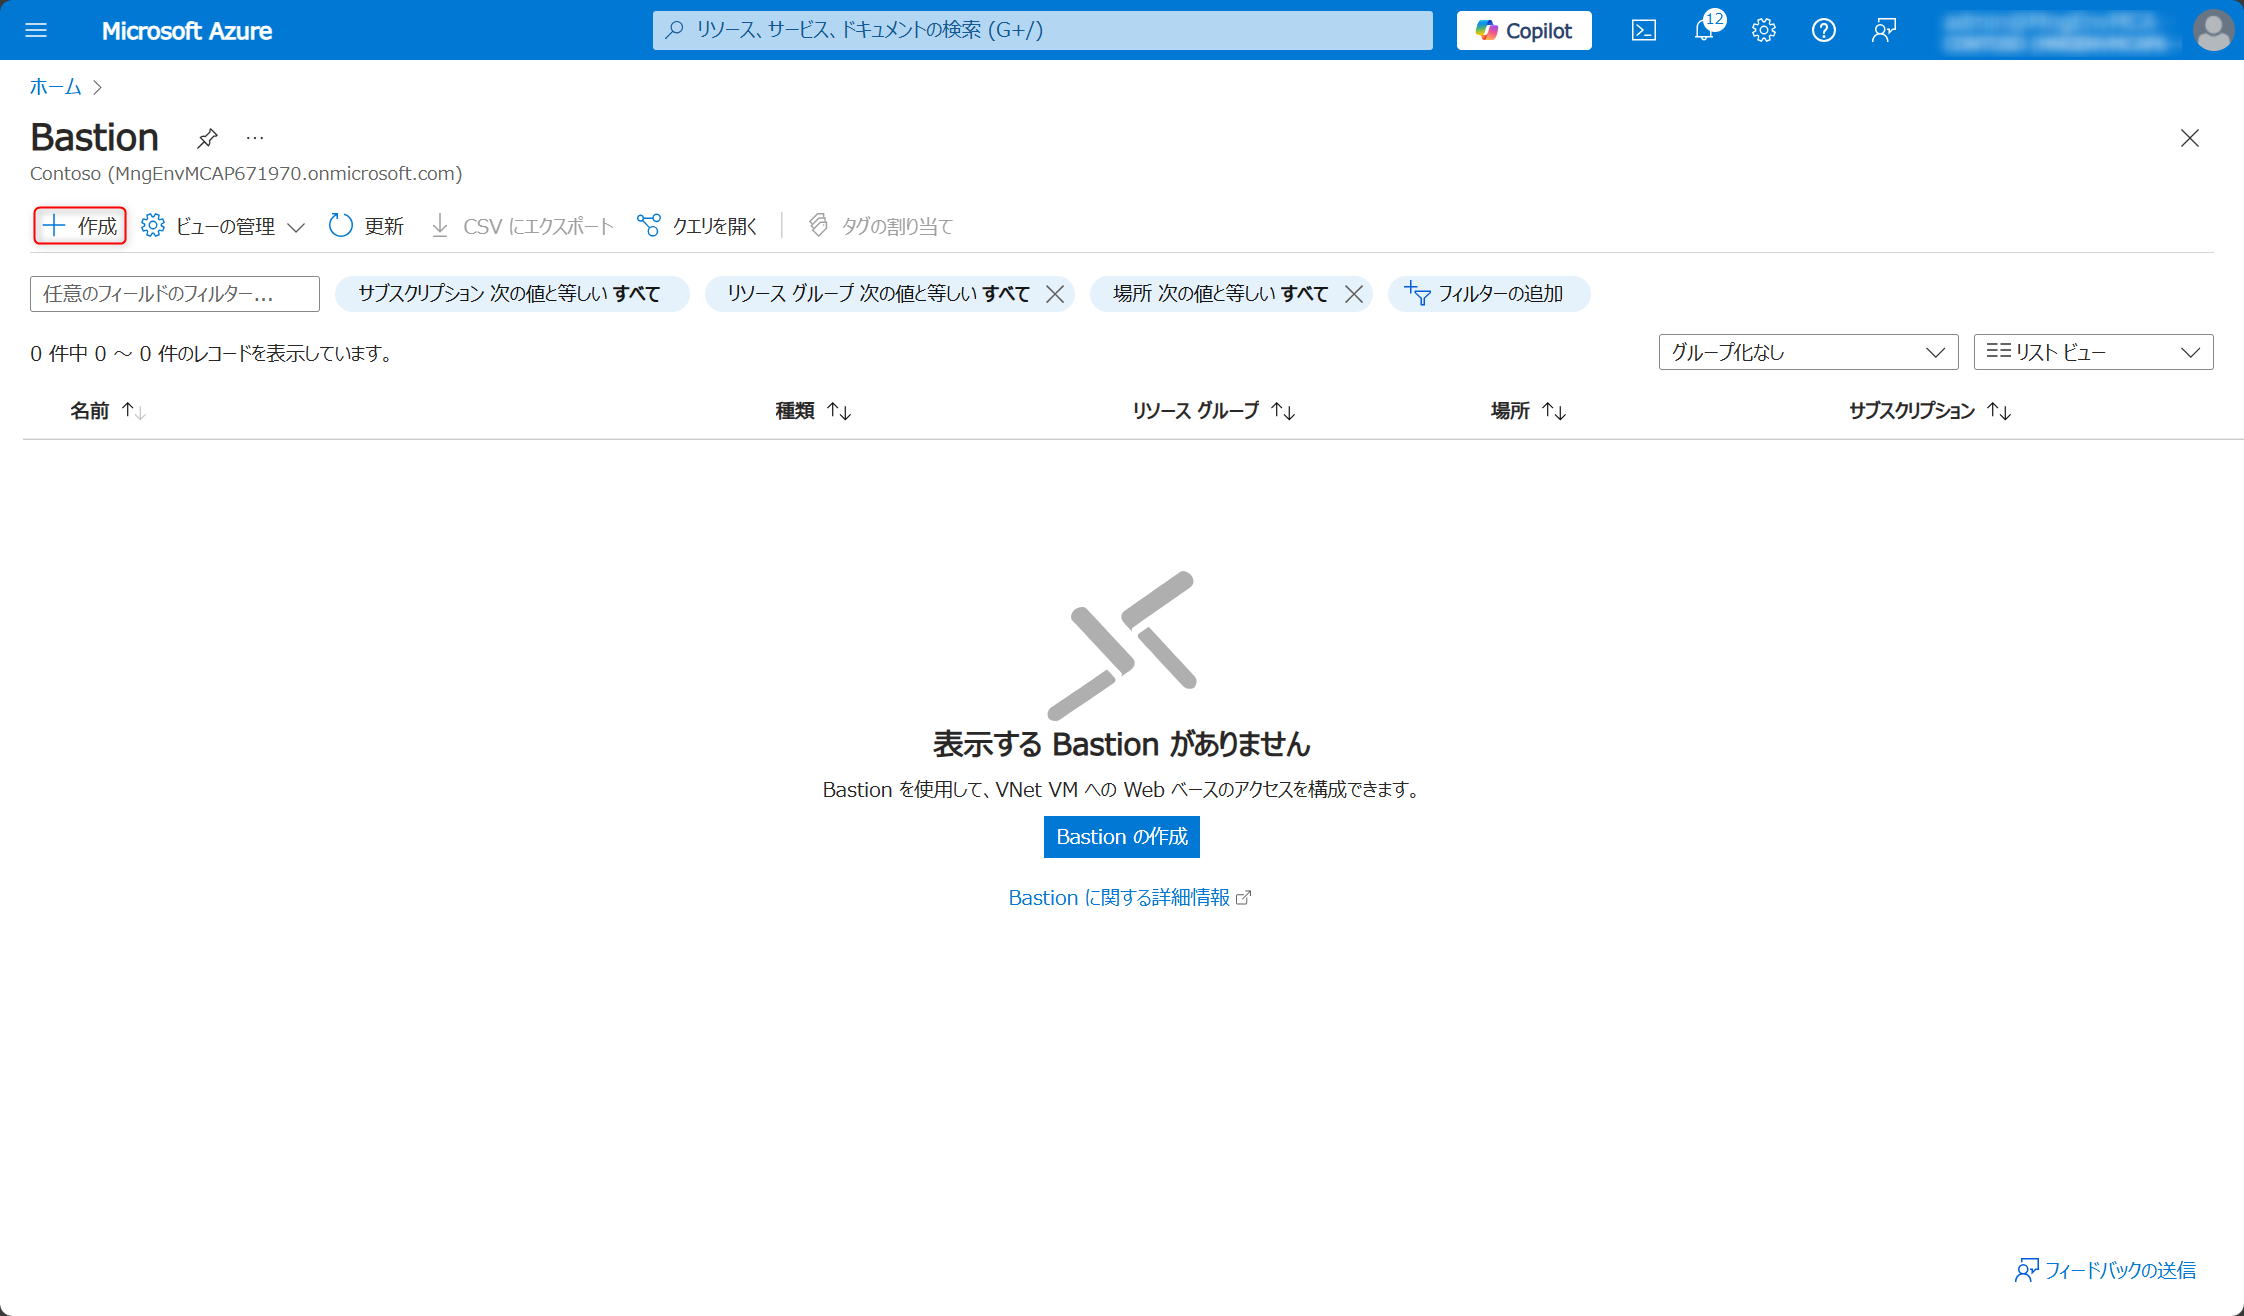 Microsoft Azure
リソース、サービス、ドキュメントの検索 (G+/)
Copilot
12
ホーム
Bastion
Contoso (MngEnvMCAP671970.onmicrosoft.com)
作成 ビューの管理 更新 CSV にエクスポート クエリを開く タグの割り当て
任意のフィールドのフィルター... サブスクリプション 次の値と等しい すべて リソース グループ 次の値と等しい すべて 場所 次の値と等しい すべて フィルターの追加
0 件中 0 ～ 0 件のレコードを表示しています。 グループ化なし リスト ビュー
名前 種類 リソース グループ 場所 サブスクリプション
表示する Bastion がありません
Bastion を使用して、VNet VM への Web ベースのアクセスを構成できます。
Bastion の作成
Bastion に関する詳細情報
フィードバックの送信